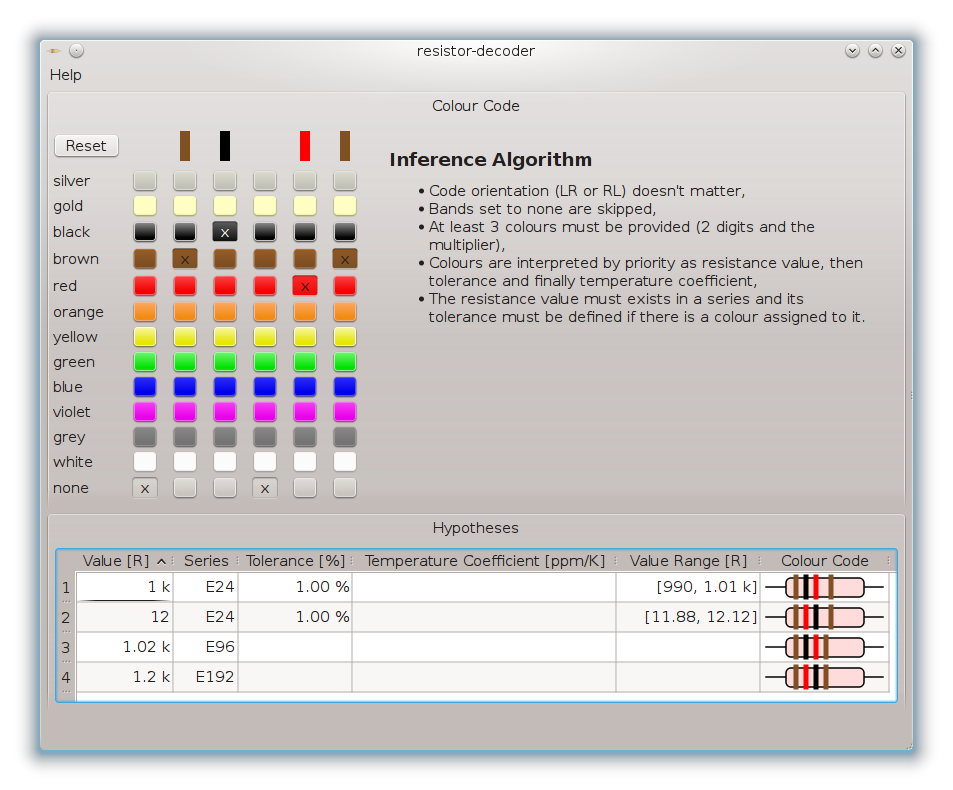 resistor-decoder
Help
Colour Code
Reset
Inference Algorithm
silver
• Code orientation (LR or RL) doesn't matter,
gold
• Bands set to none are skipped,
black x
• At least 3 colours must be provided (2 digits and the
multiplier),
brown x x
• Colours are interpreted by priority as resistance value, then
tolerance and finally temperature coefficient,
red x
• The resistance value must exists in a series and its
tolerance must be defined if there is a colour assigned to it.
orange
yellow
green
blue
violet
grey
white
none x x
Hypotheses
Value [R] Series Tolerance [%] Temperature Coefficient [ppm/K] Value Range [R] Colour Code
1 1 k E24 1.00 % [990, 1.01 k]
2 12 E24 1.00 % [11.88, 12.12]
3 1.02 k E96
4 1.2 k E192